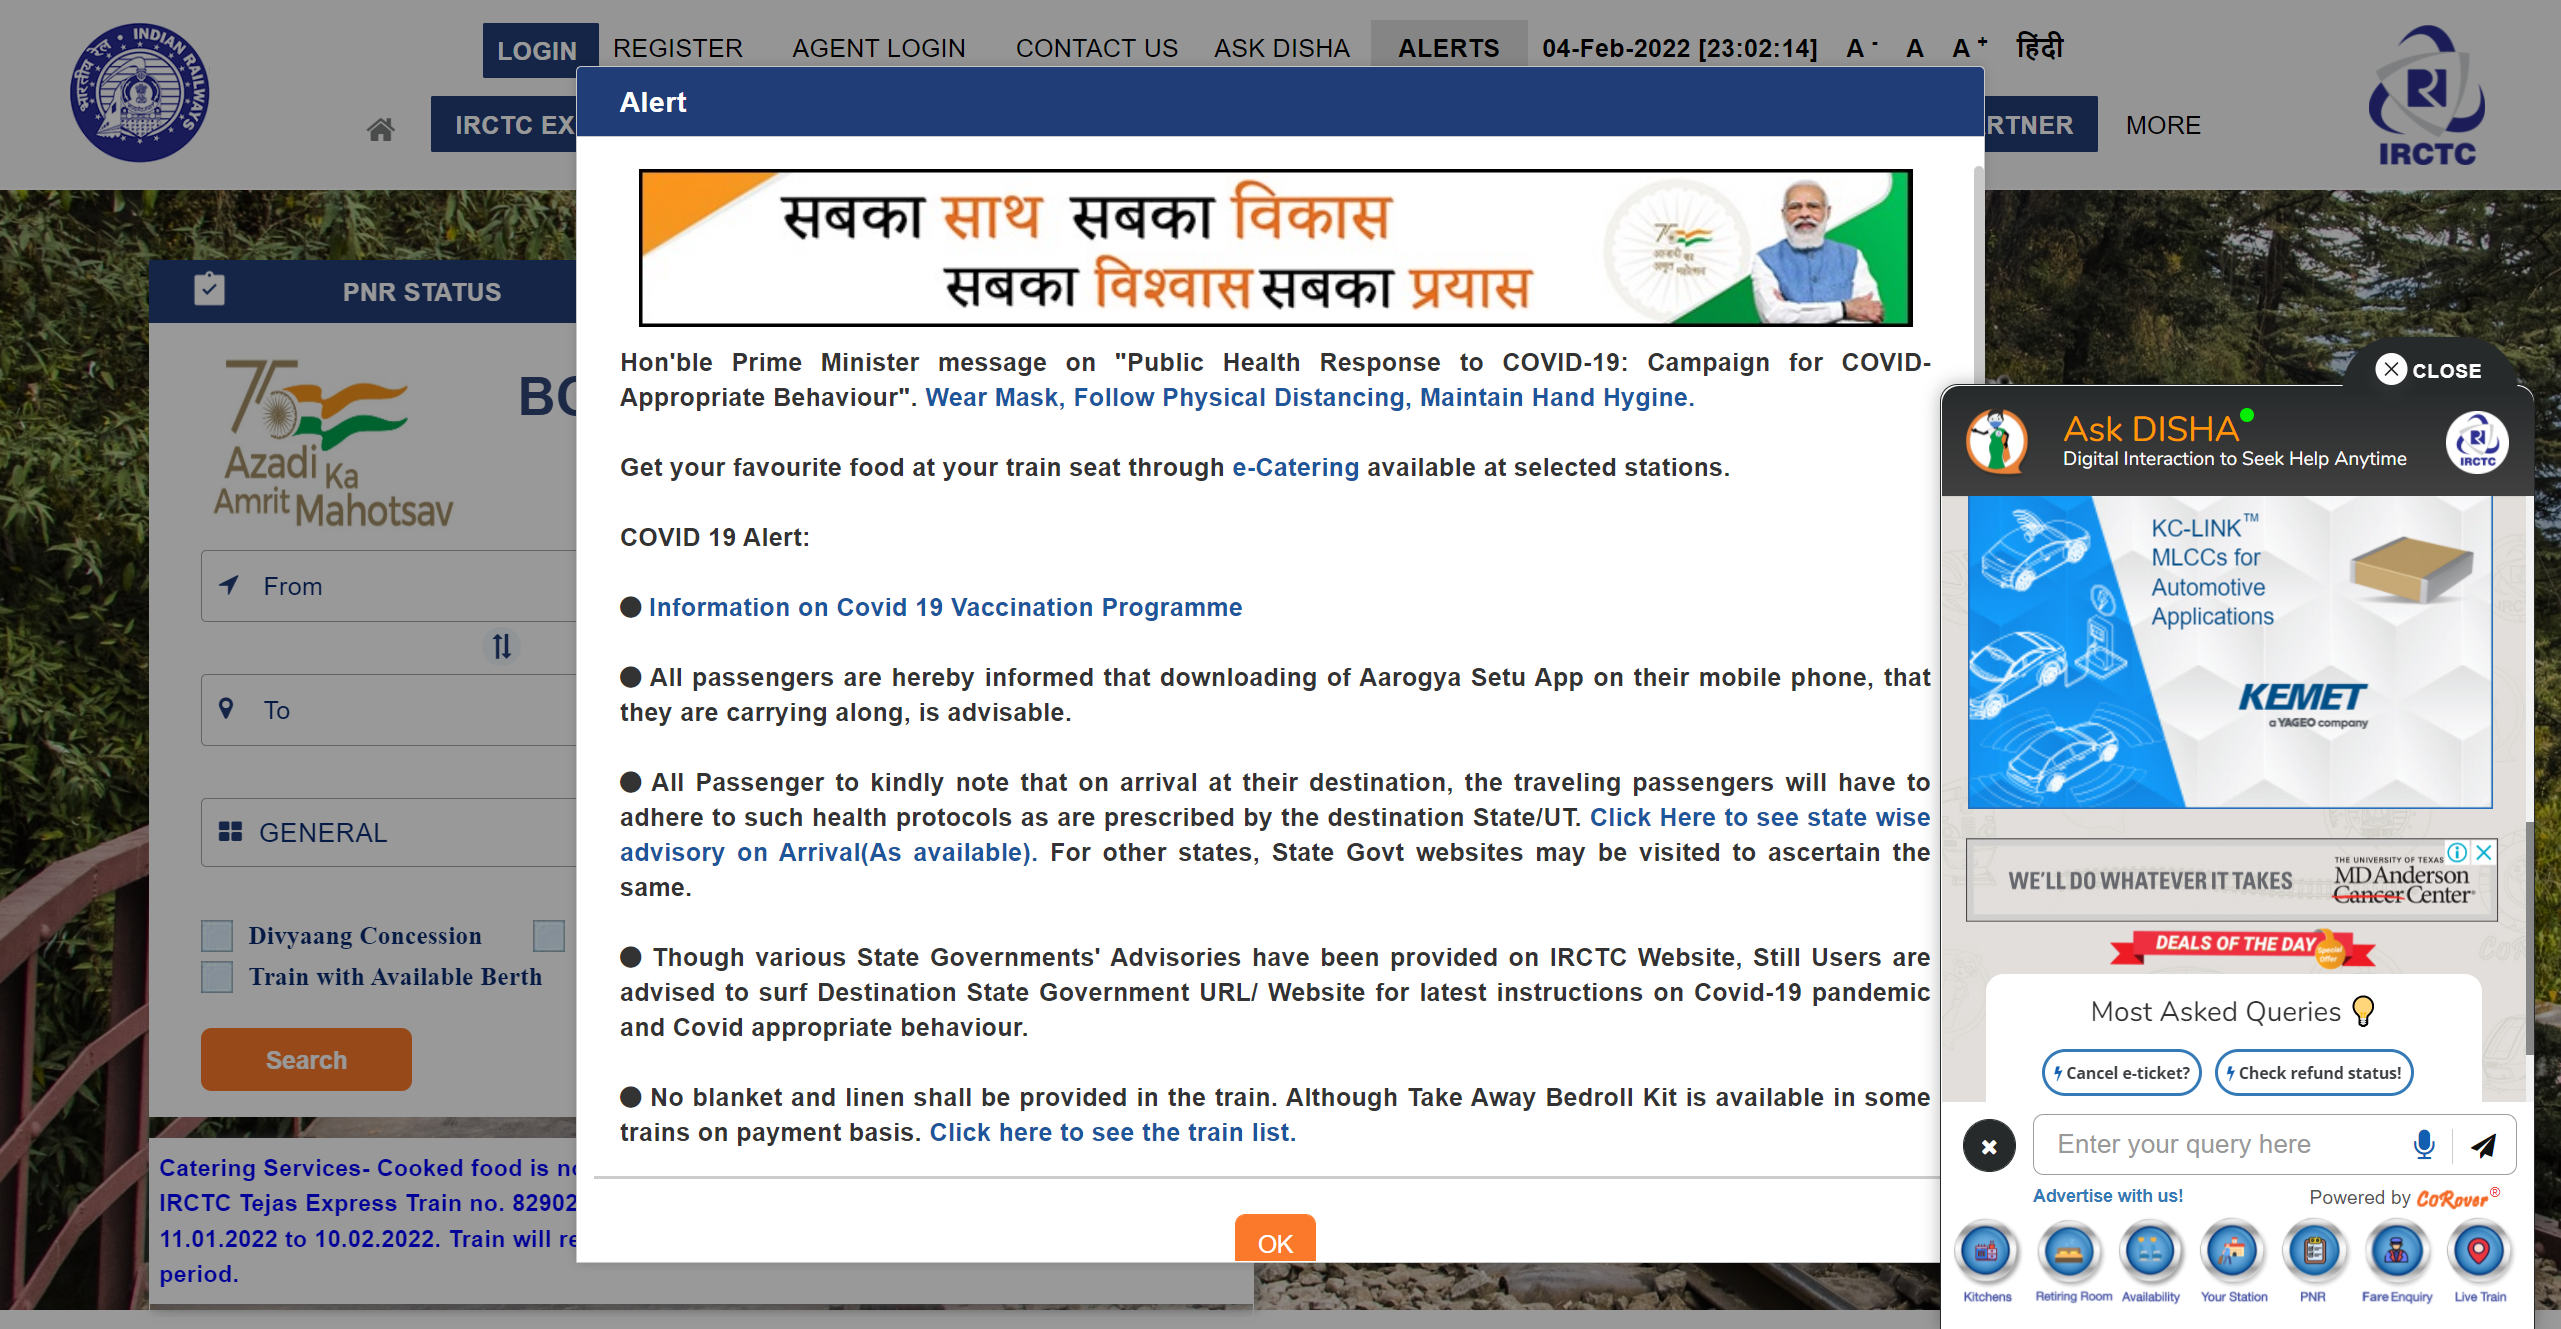 INDIAN RAILWAYS
भारतीय रेल
LOGIN
REGISTER
AGENT LOGIN
CONTACT US
ASK DISHA
ALERTS
04-Feb-2022 [23:02:14]
A - A A +
हिंदी
IRCTC EX
RTNER
MORE
IRCTC
Alert
सबका साथ सबका विकास
सबका विश्वास सबका प्रयास
Hon'ble Prime Minister message on "Public Health Response to COVID-19: Campaign for COVID-
Appropriate Behaviour". Wear Mask, Follow Physical Distancing, Maintain Hand Hygine.
Get your favourite food at your train seat through e-Catering available at selected stations.
COVID 19 Alert:
● Information on Covid 19 Vaccination Programme
● All passengers are hereby informed that downloading of Aarogya Setu App on their mobile phone, that
they are carrying along, is advisable.
● All Passenger to kindly note that on arrival at their destination, the traveling passengers will have to
adhere to such health protocols as are prescribed by the destination State/UT. Click Here to see state wise
advisory on Arrival(As available). For other states, State Govt websites may be visited to ascertain the
same.
● Though various State Governments' Advisories have been provided on IRCTC Website, Still Users are
advised to surf Destination State Government URL/ Website for latest instructions on Covid-19 pandemic
and Covid appropriate behaviour.
● No blanket and linen shall be provided in the train. Although Take Away Bedroll Kit is available in some
trains on payment basis. Click here to see the train list.
OK
PNR STATUS
75
Azadi Ka
Amrit Mahotsav
BO
From
To
GENERAL
Divyaang Concession
Train with Available Berth
Search
Catering Services- Cooked food is no
IRCTC Tejas Express Train no. 82902
11.01.2022 to 10.02.2022. Train will re
period.
CLOSE
Ask DISHA
Digital Interaction to Seek Help Anytime
IRCTC
KC-LINK™
MLCCs for
Automotive
Applications
KEMET
a YAGEO company
WE'LL DO WHATEVER IT TAKES
THE UNIVERSITY OF TEXAS
MD Anderson
Cancer Center
DEALS OF THE DAY
Special
Offer
Most Asked Queries
Cancel e-ticket?
Check refund status!
Enter your query here
Advertise with us!
Powered by CoRover®
Kitchens
Retiring Room
Availability
Your Station
PNR
Fare Enquiry
Live Train